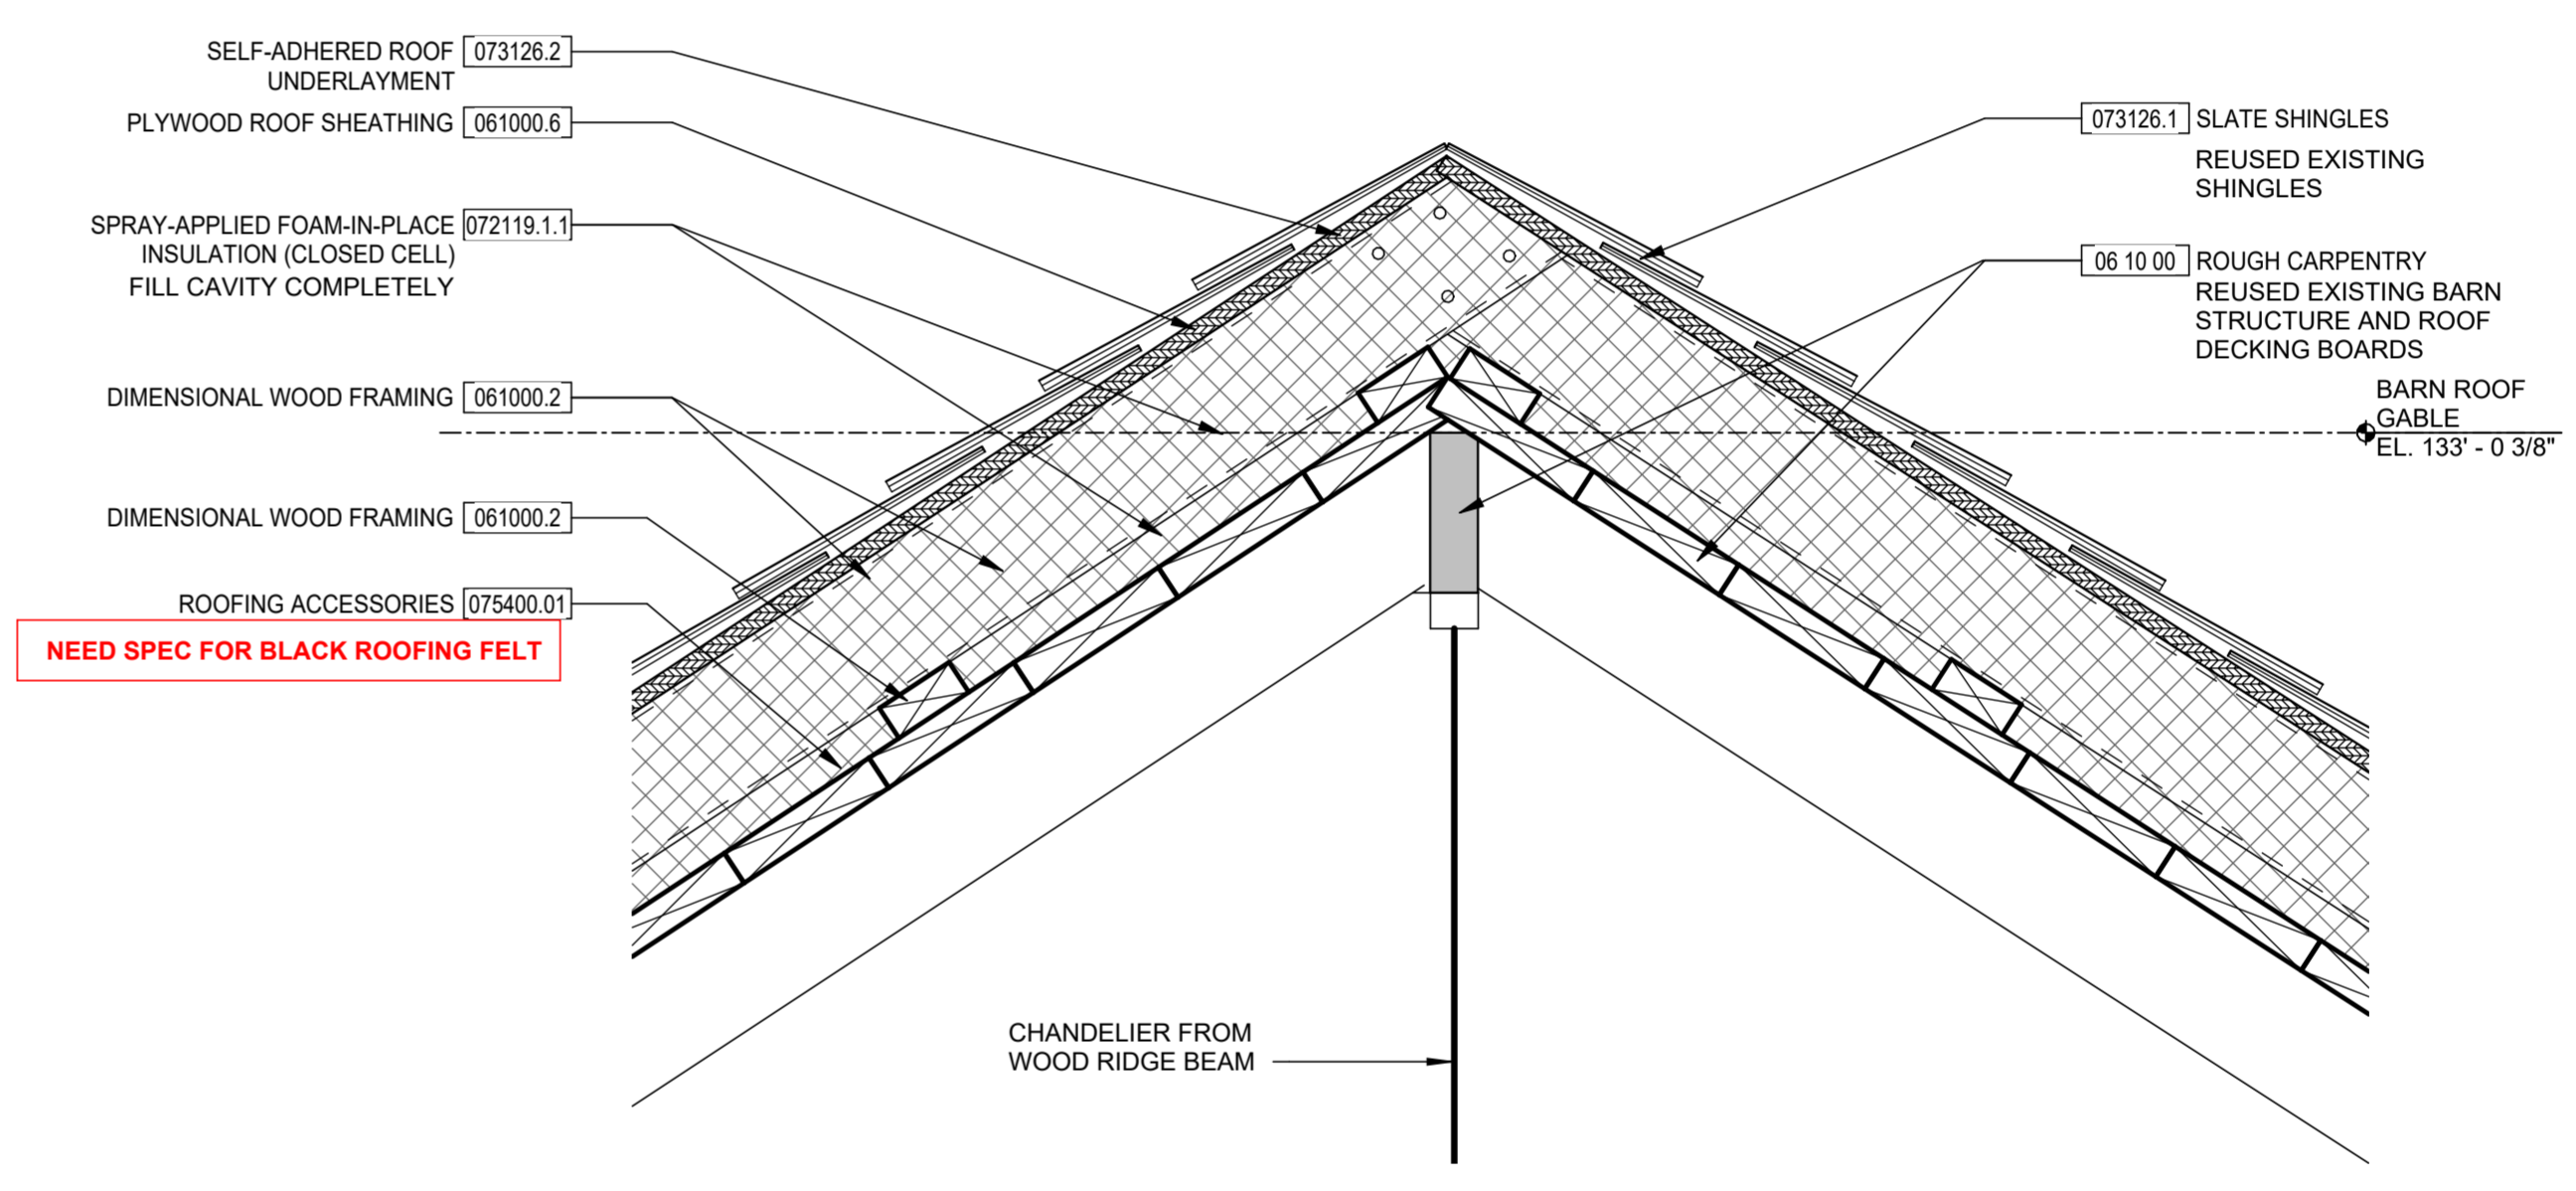 SELF-ADHERED ROOF 073126.2
UNDERLAYMENT
PLYWOOD ROOF SHEATHING 061000.6
SPRAY-APPLIED FOAM-IN-PLACE 072119.1.1
INSULATION (CLOSED CELL)
FILL CAVITY COMPLETELY
DIMENSIONAL WOOD FRAMING 061000.2
DIMENSIONAL WOOD FRAMING 061000.2
ROOFING ACCESSORIES 075400.01
NEED SPEC FOR BLACK ROOFING FELT
073126.1 SLATE SHINGLES
REUSED EXISTING
SHINGLES
06 10 00 ROUGH CARPENTRY
REUSED EXISTING BARN
STRUCTURE AND ROOF
DECKING BOARDS
BARN ROOF
GABLE
EL. 133' - 0 3/8"
CHANDELIER FROM
WOOD RIDGE BEAM